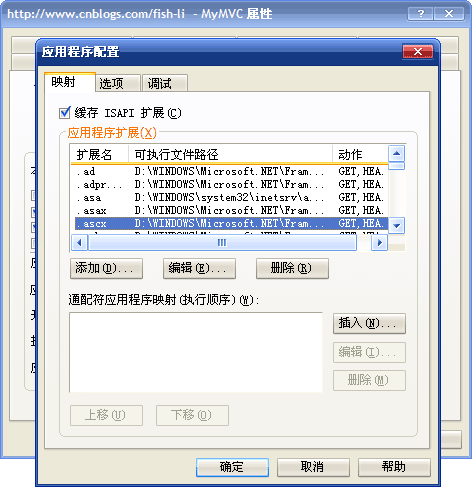 http://www.cnblogs.com/fish-li - MyMVC 属性
应用程序配置
映射 选项 调试
缓存 ISAPI 扩展(C)
应用程序扩展(X)
扩展名 可执行文件路径 动作
.ad D:\WINDOWS\Microsoft.NET\Fram... GET,HEA.
.adpr... D:\WINDOWS\Microsoft.NET\Fram... GET,HEA.
.asa D:\WINDOWS\system32\inetsrv\a... GET,HEA.
.asax D:\WINDOWS\Microsoft.NET\Fram... GET,HEA.
.ascx D:\WINDOWS\Microsoft.NET\Fram... GET,HEA.
添加(D)... 编辑(E)... 删除(R)
通配符应用程序映射(执行顺序)(W):
插入(N)...
编辑(I)...
删除(M)
上移(U) 下移(O)
确定 取消 帮助